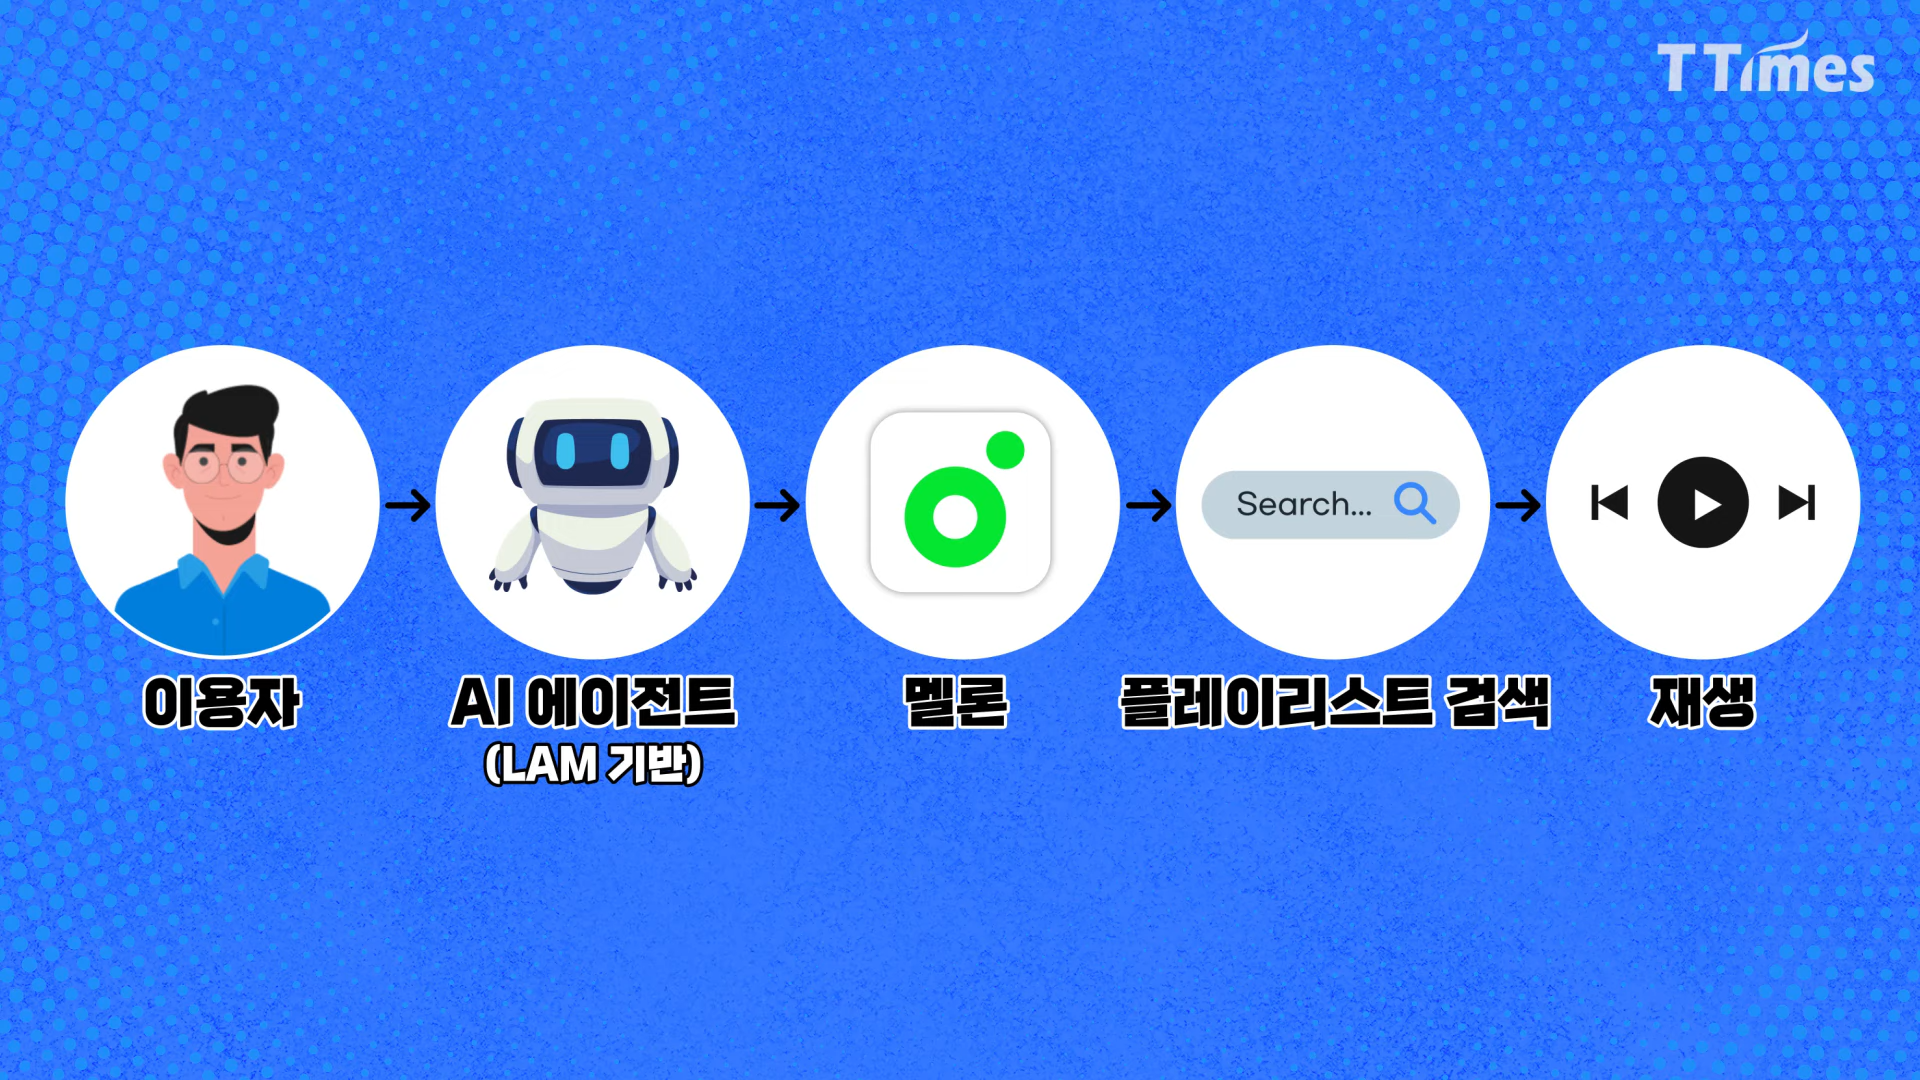 TTimes
Search...
이용자
AI 에이전트
(LAM 기반)
멜론
플레이리스트 검색
재생